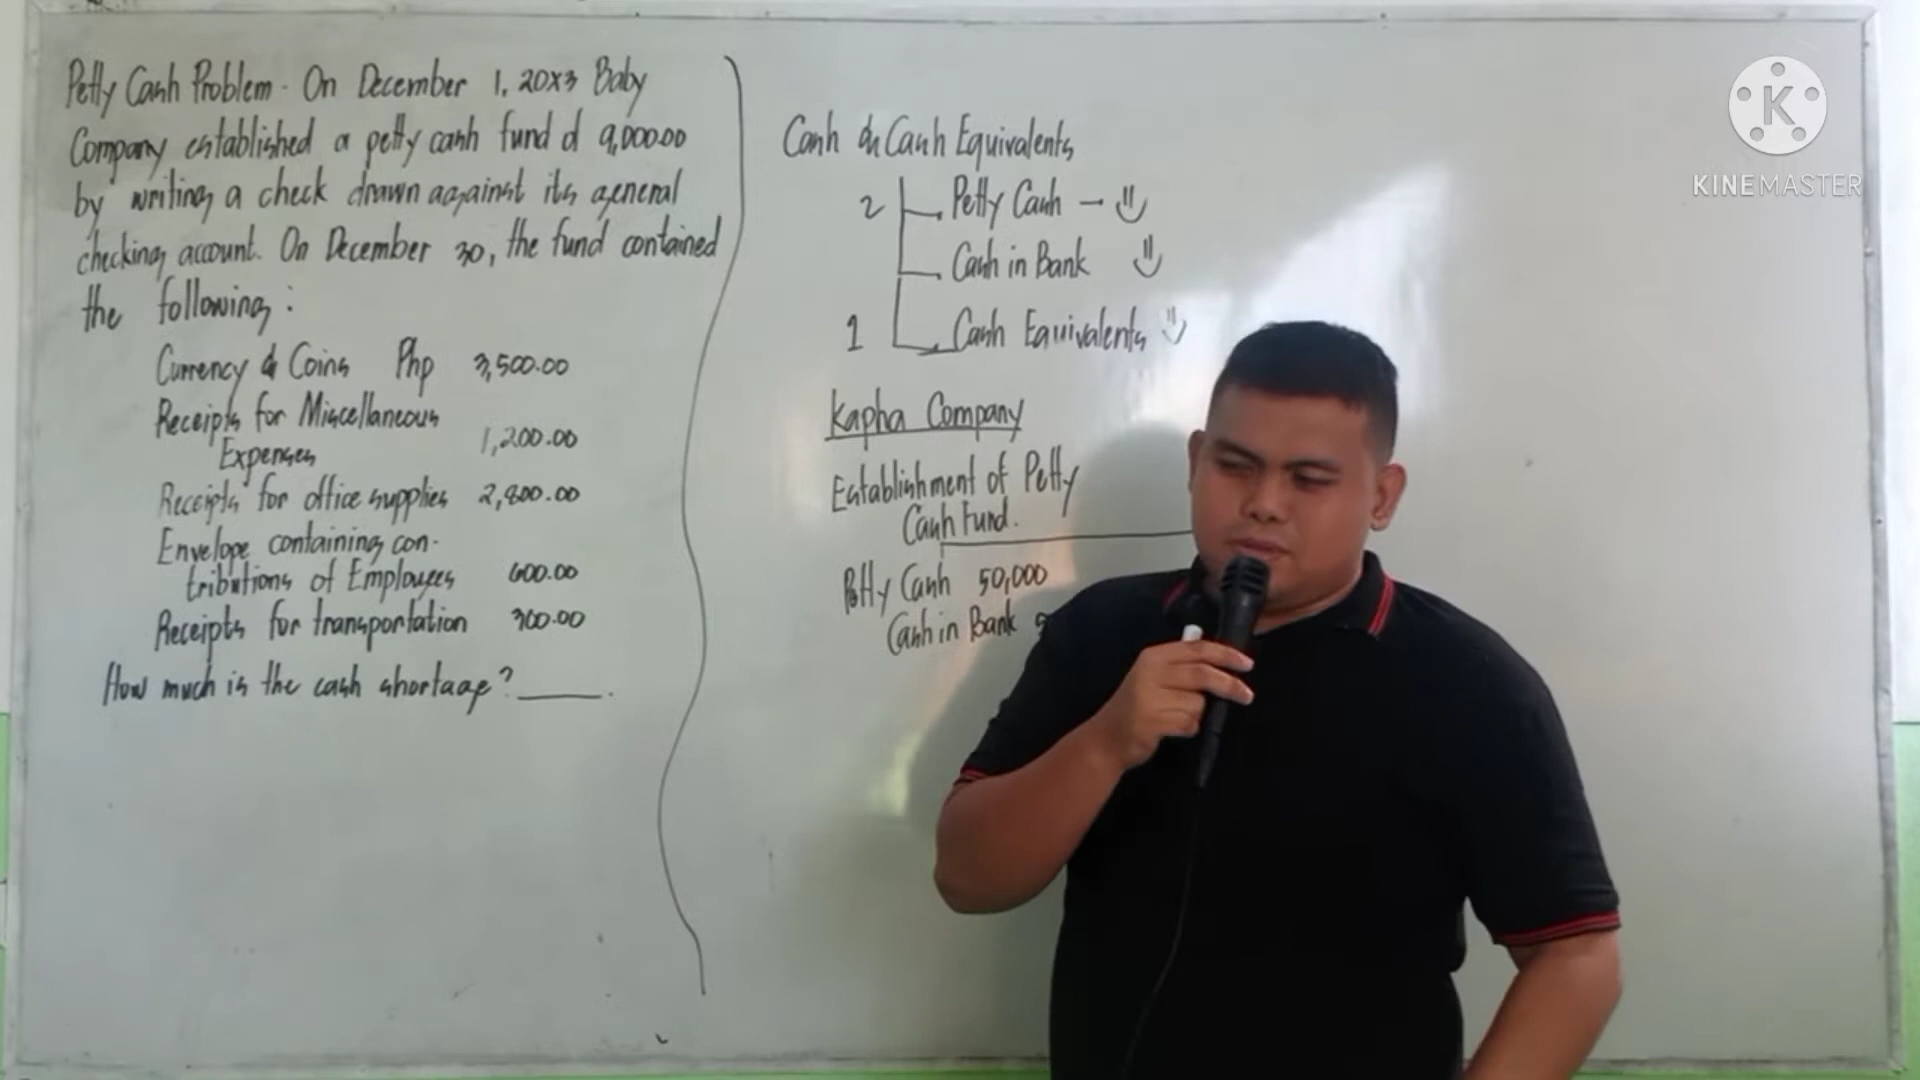 Petty Cash Problem - On December 1, 20x3 Baby
Company established a petty cash fund of 9,000.00
by writing a check drawn against its general
checking account. On December 30, the fund contained
the following :
Currency & Coins Php 3,500.00
Receipts for Miscellaneous
Expenses 1,200.00
Receipts for office supplies 2,800.00
Envelope containing con-
tributions of Employees 600.00
Receipts for transportation 300.00
How much is the cash shortage? ______.
Cash & Cash Equivalents
2 Petty Cash -
Cash in Bank
1 Cash Equivalents
Kapha Company
Establishment of Petty
Cash Fund.
Petty Cash 50,000
Cash in Bank
K
KINEMASTER